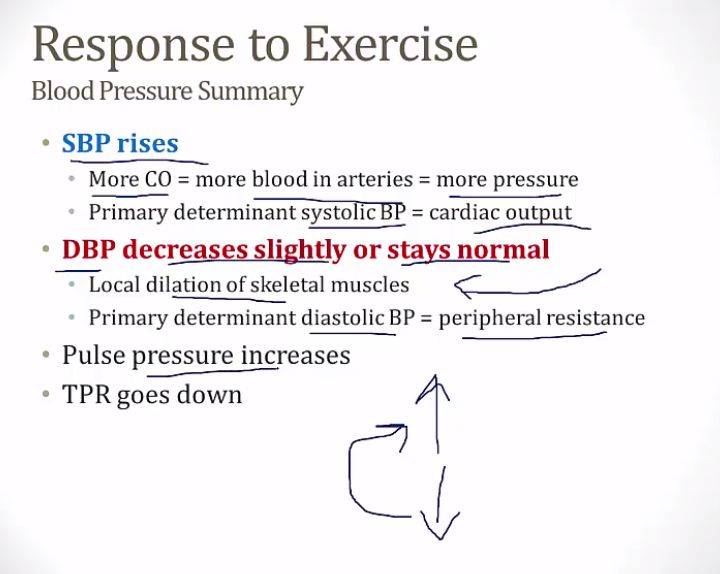 Response to Exercise
Blood Pressure Summary
• SBP rises
• More CO = more blood in arteries = more pressure
• Primary determinant systolic BP = cardiac output
• DBP decreases slightly or stays normal
• Local dilation of skeletal muscles
• Primary determinant diastolic BP = peripheral resistance
• Pulse pressure increases
• TPR goes down